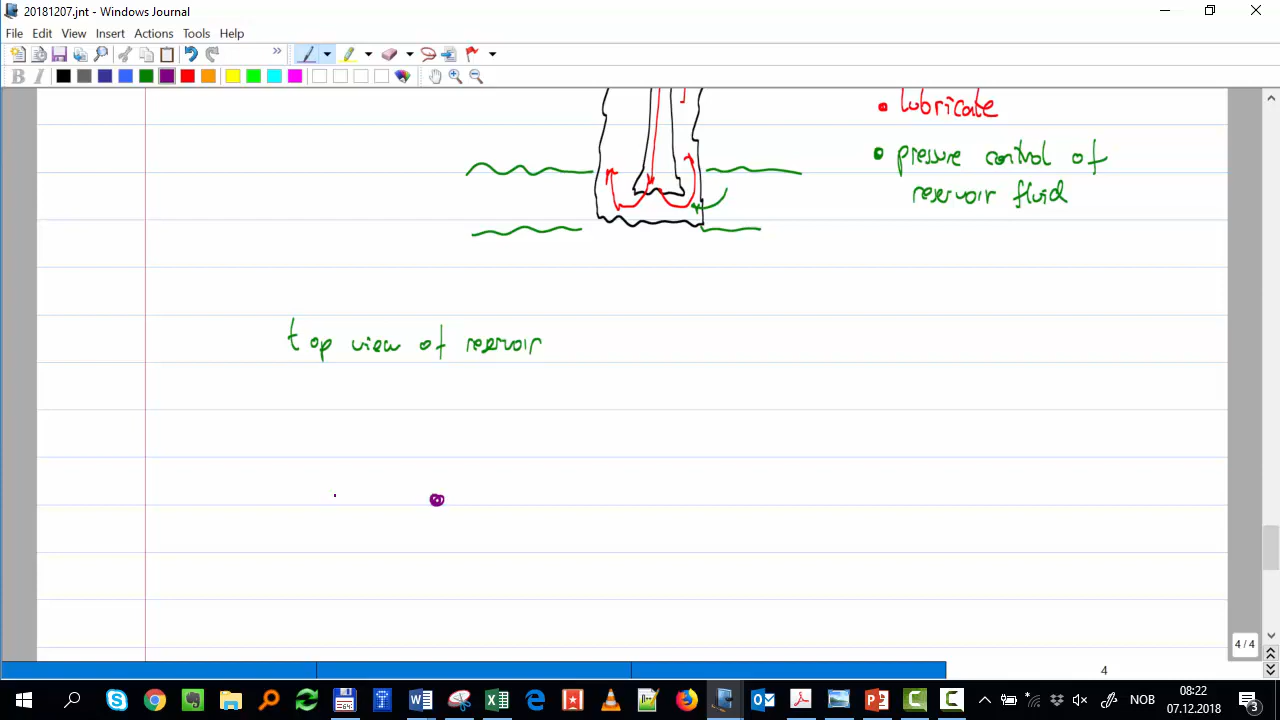 20181207.jnt - Windows Journal
File Edit View Insert Actions Tools Help
B I
• lubricate
• pressure control of
reservoir fluid
top view of reservoir
4 / 4
4
NOB
08:22
07.12.2018
3